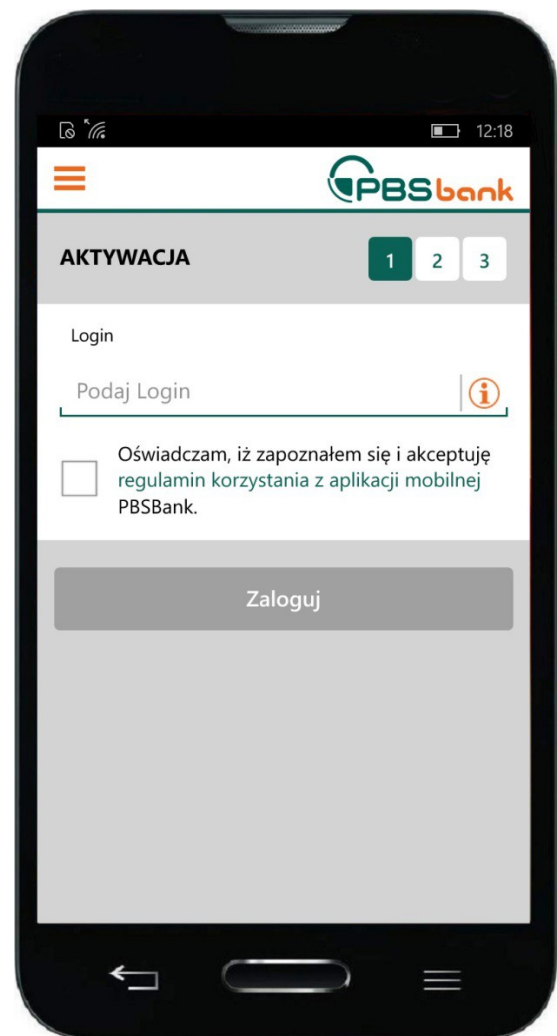 12:18
PBSbank
AKTYWACJA
1 2 3
Login
Podaj Login
Oświadczam, iż zapoznałem się i akceptuję
regulamin korzystania z aplikacji mobilnej
PBSBank.
Zaloguj